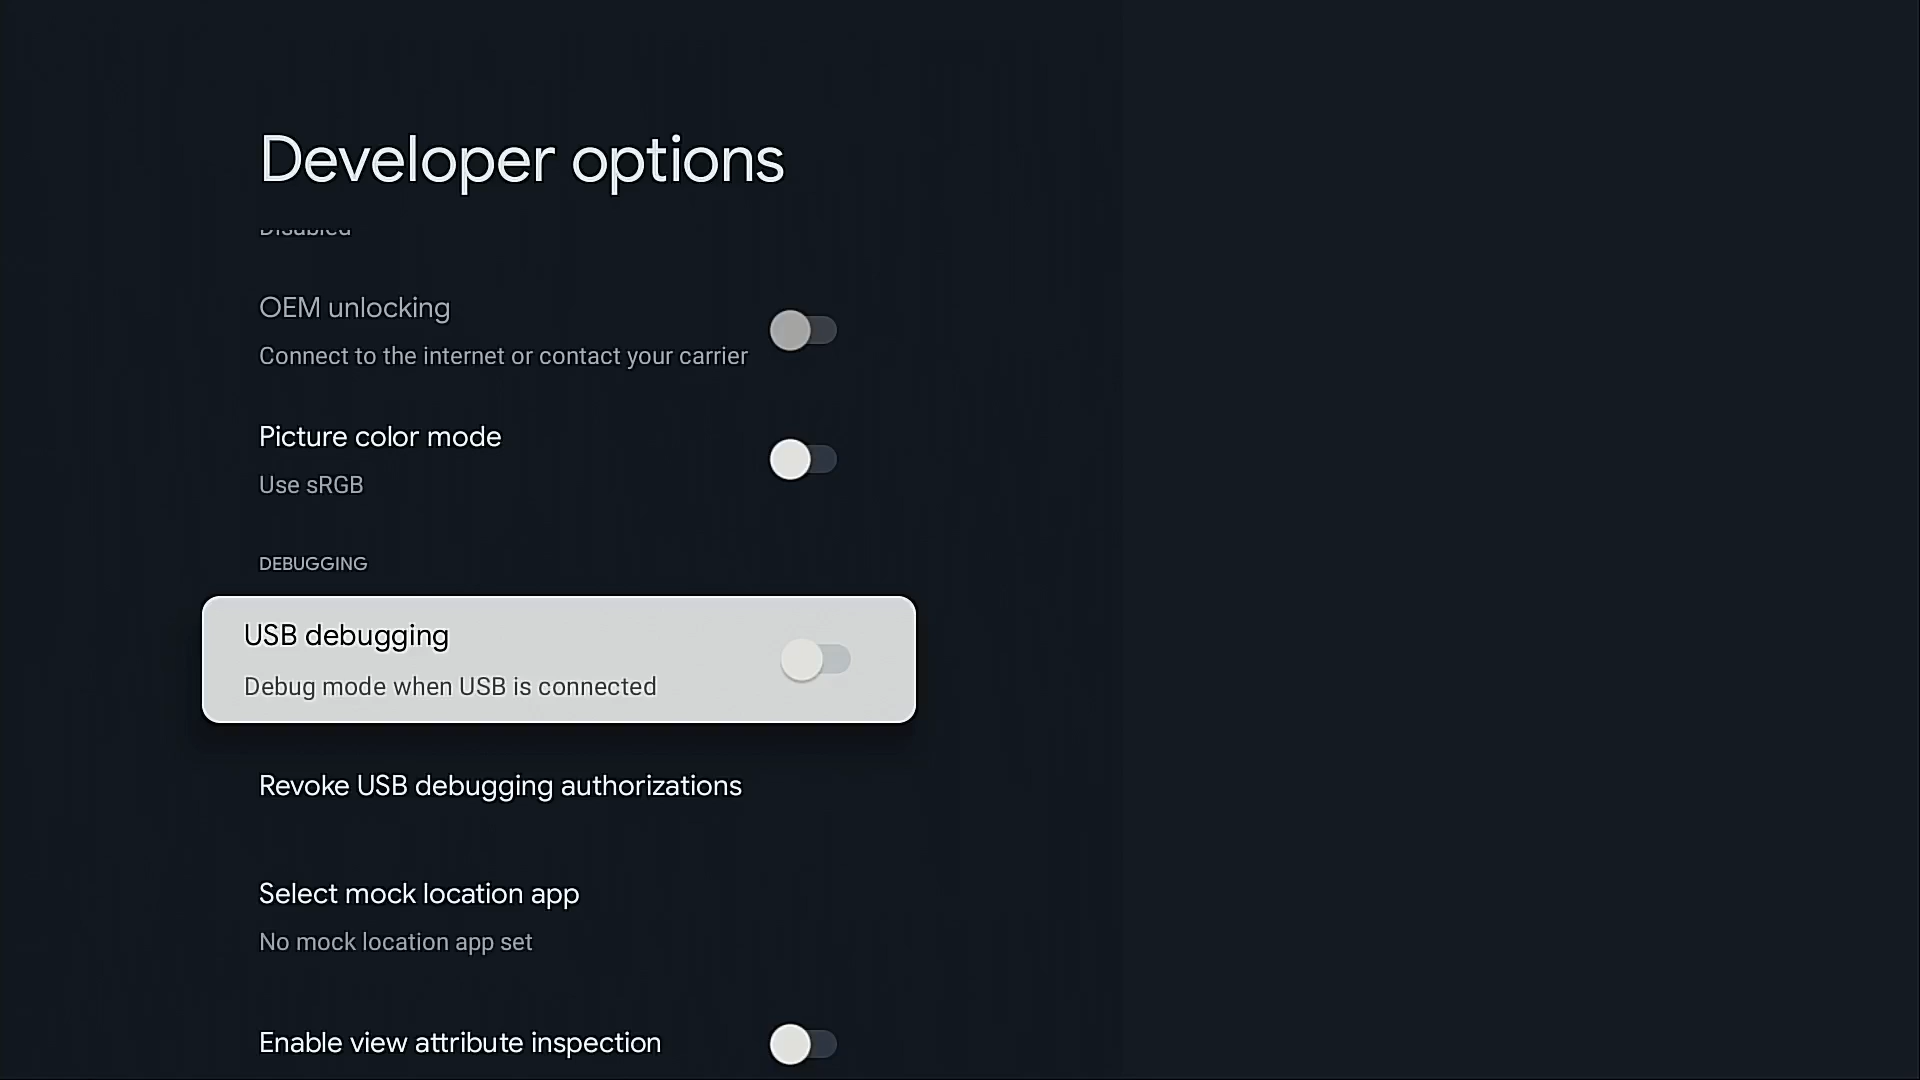 Developer options
Disabled
OEM unlocking
Connect to the internet or contact your carrier
Picture color mode
Use sRGB
DEBUGGING
USB debugging
Debug mode when USB is connected
Revoke USB debugging authorizations
Select mock location app
No mock location app set
Enable view attribute inspection